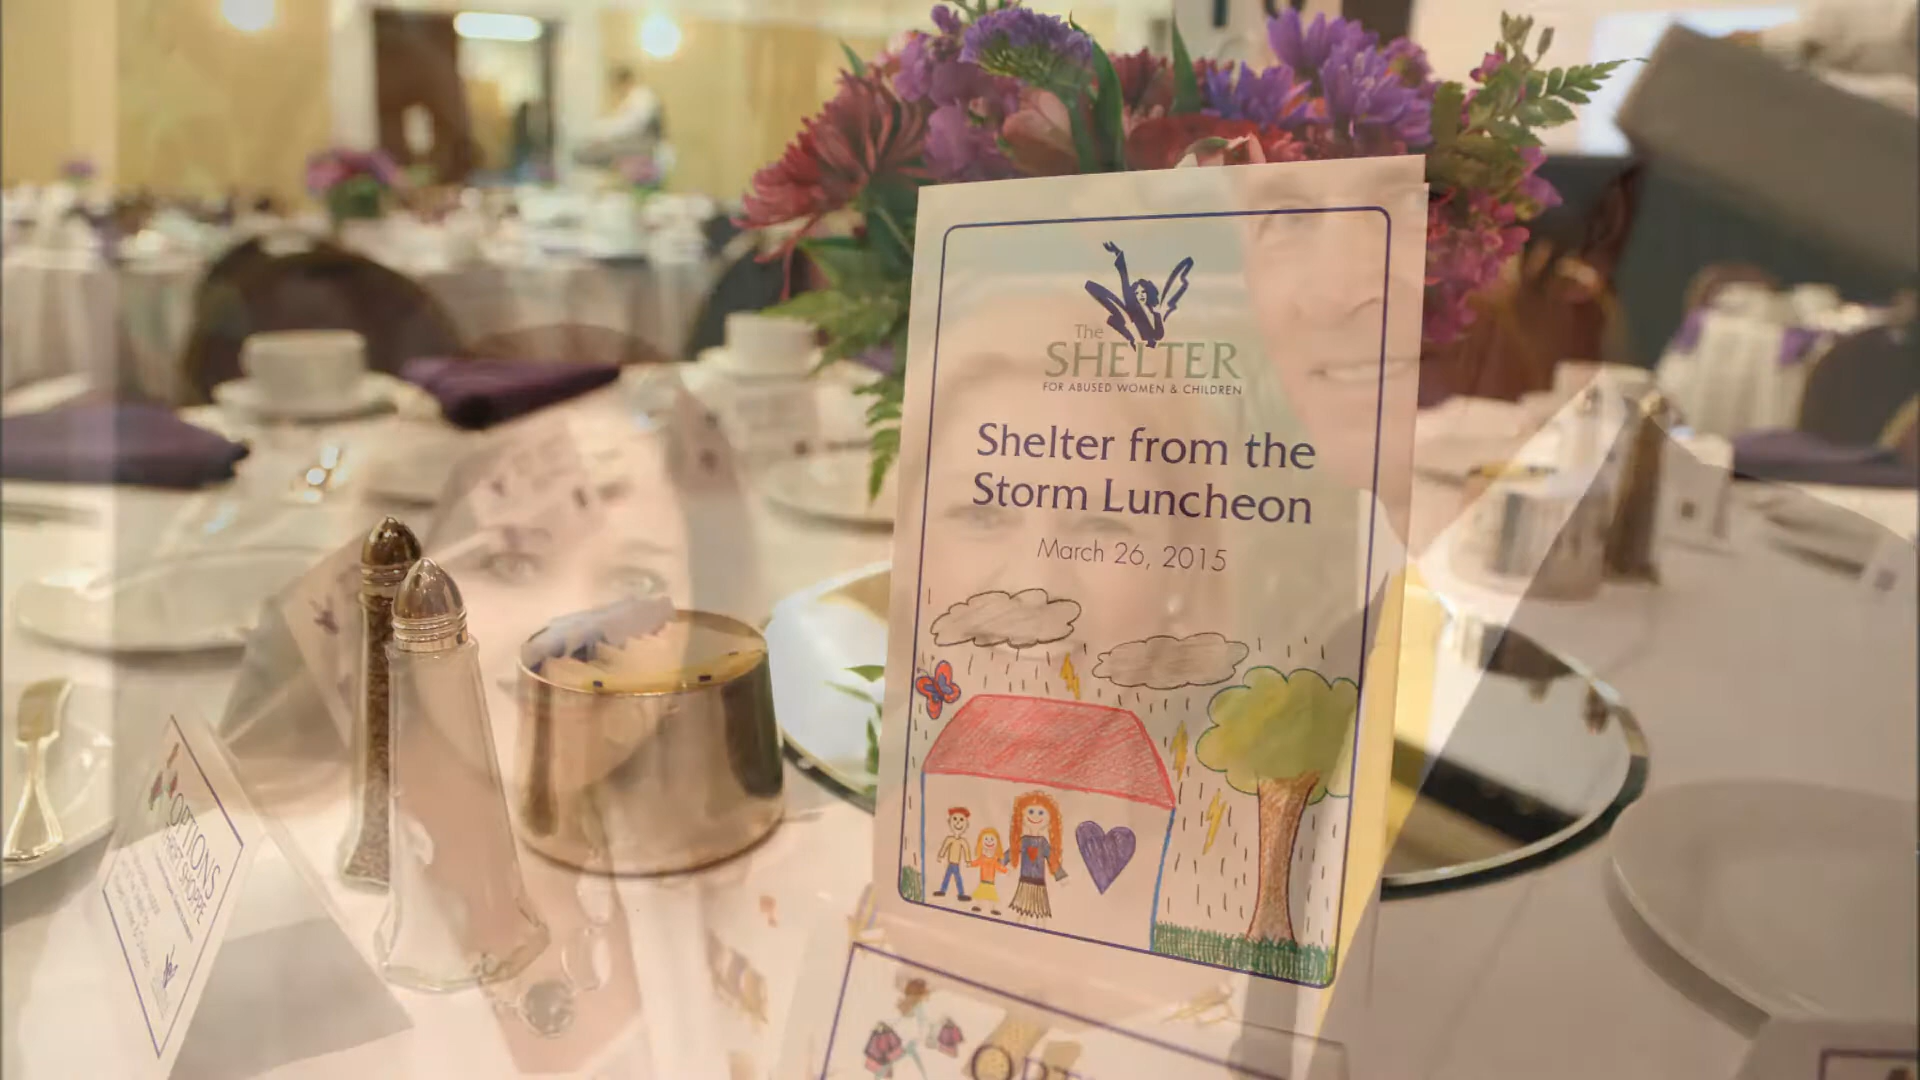 The
SHELTER
FOR ABUSED WOMEN & CHILDREN
Shelter from the
Storm Luncheon
March 26, 2015
OPTIONS